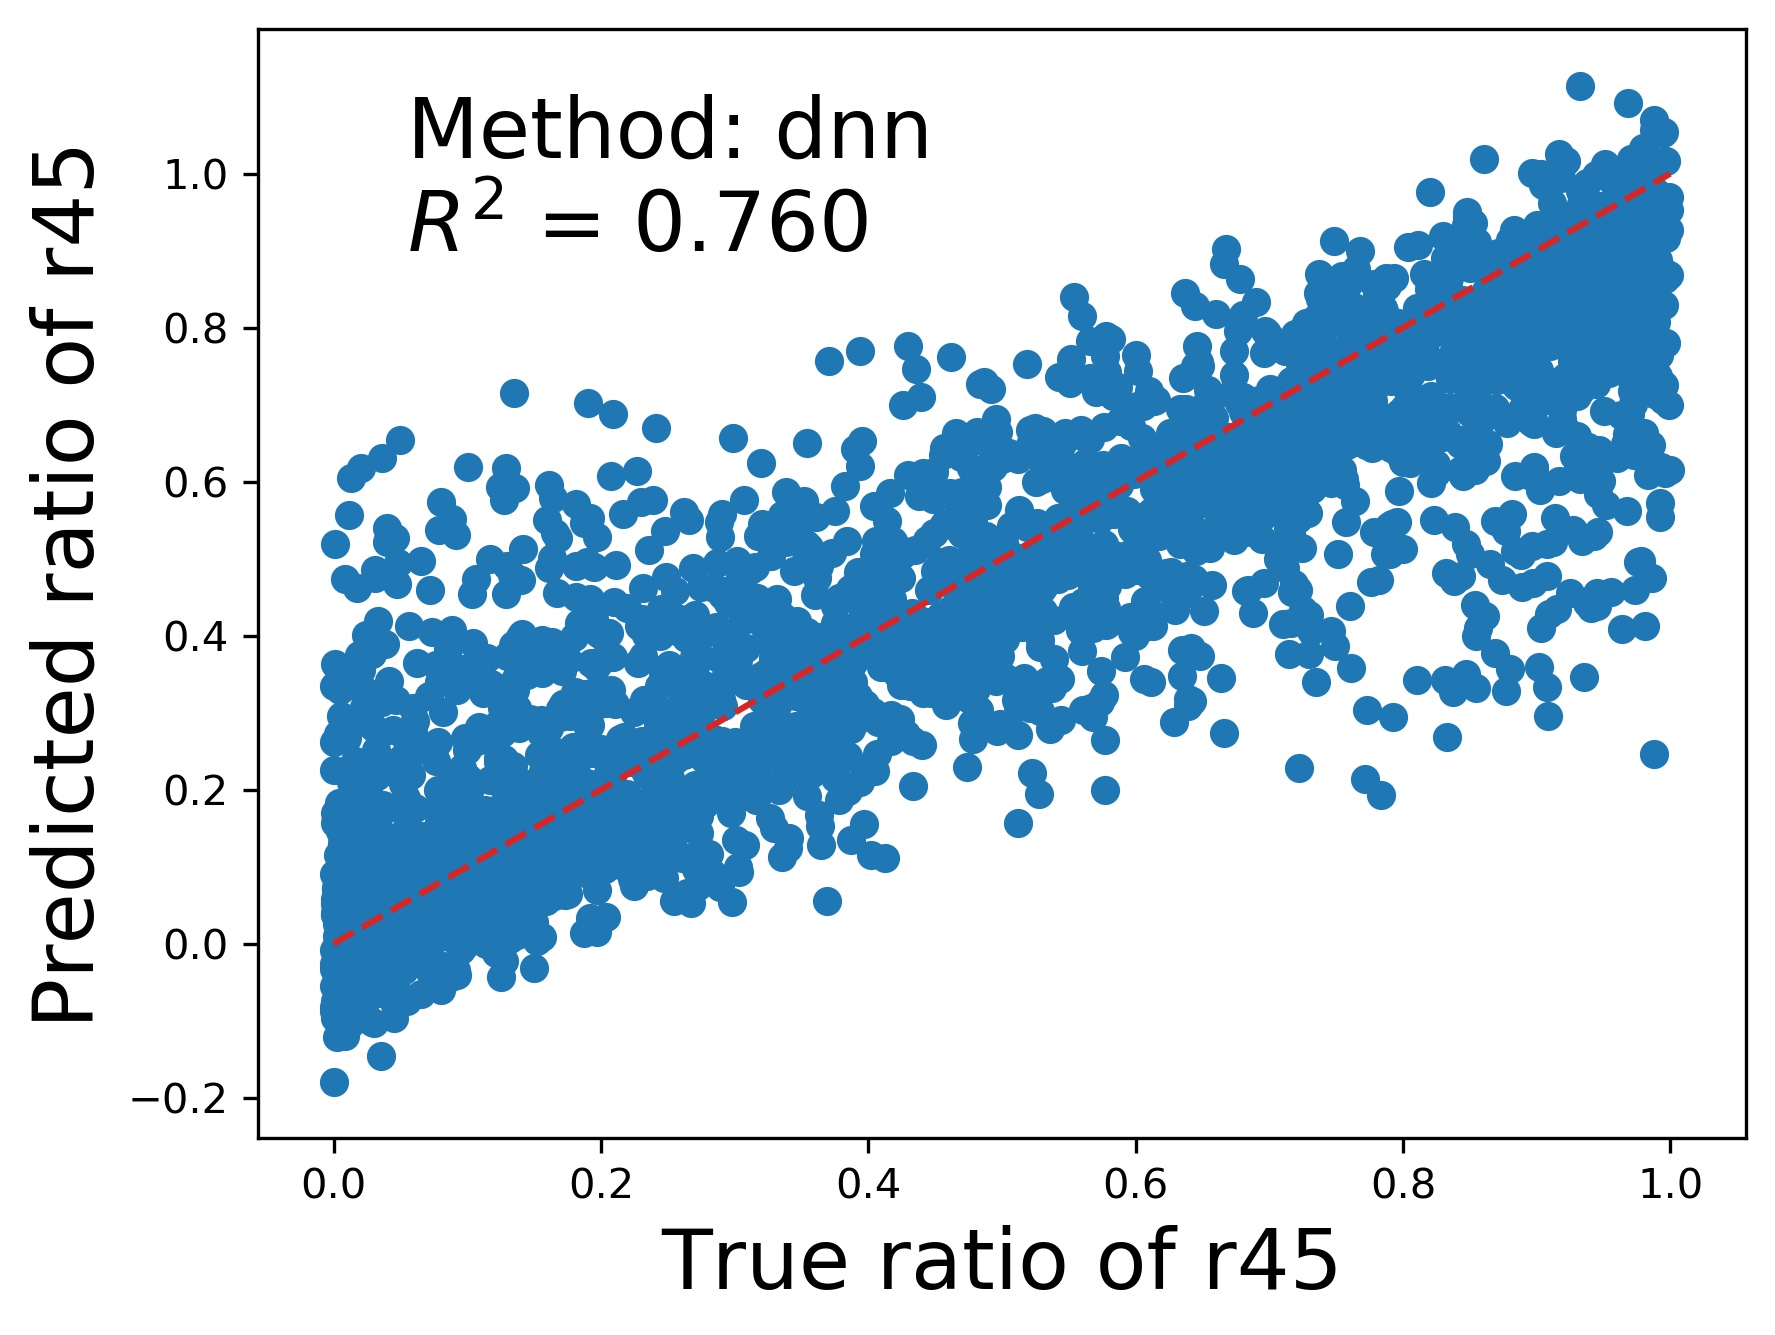 Method: dnn
R² = 0.760
Predicted ratio of r45
1.0
0.8
0.6
0.4
0.2
0.0
−0.2
0.0 0.2 0.4 0.6 0.8 1.0
True ratio of r45